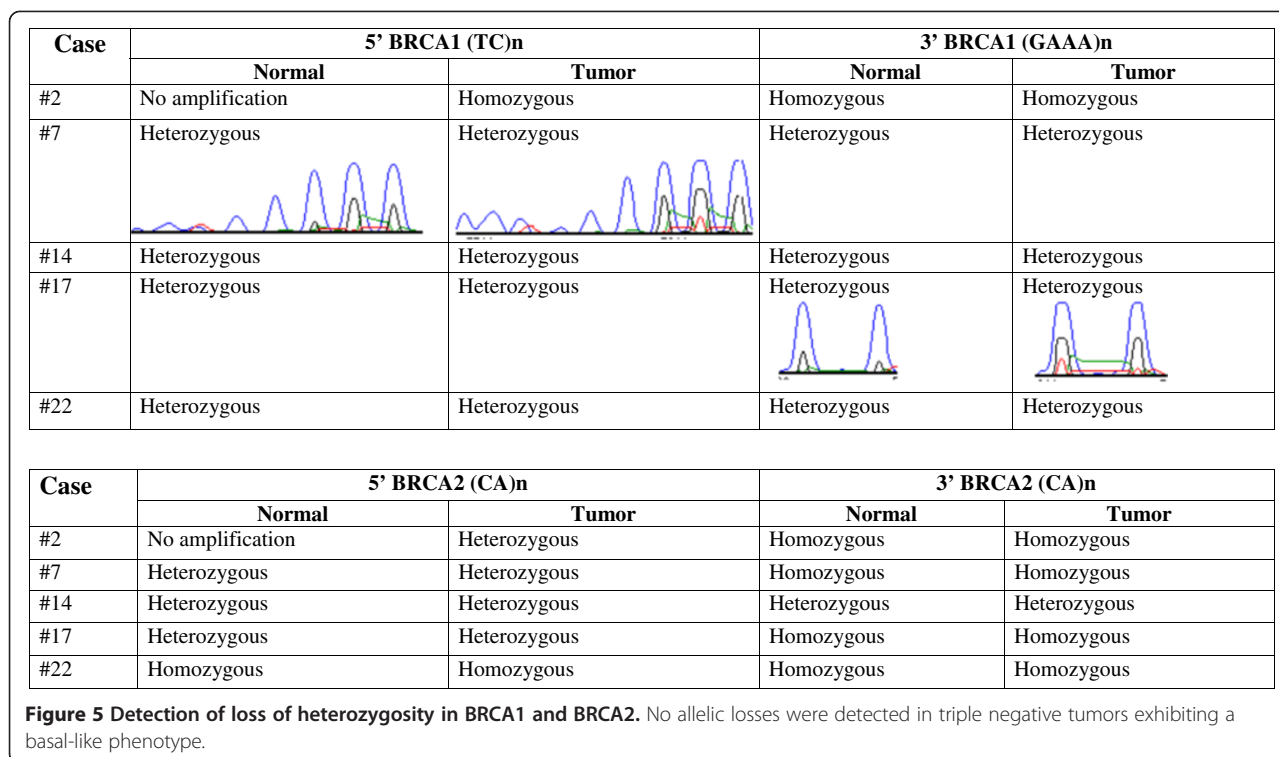 Case 5' BRCA1 (TC)n 3' BRCA1 (GAAA)n
Normal Tumor Normal Tumor
#2 No amplification Homozygous Homozygous Homozygous
#7 Heterozygous Heterozygous Heterozygous Heterozygous
#14 Heterozygous Heterozygous Heterozygous Heterozygous
#17 Heterozygous Heterozygous Heterozygous Heterozygous
#22 Heterozygous Heterozygous Heterozygous Heterozygous
Case 5' BRCA2 (CA)n 3' BRCA2 (CA)n
Normal Tumor Normal Tumor
#2 No amplification Heterozygous Homozygous Homozygous
#7 Heterozygous Heterozygous Homozygous Homozygous
#14 Heterozygous Heterozygous Heterozygous Heterozygous
#17 Heterozygous Heterozygous Homozygous Homozygous
#22 Homozygous Homozygous Homozygous Homozygous
Figure 5 Detection of loss of heterozygosity in BRCA1 and BRCA2. No allelic losses were detected in triple negative tumors exhibiting a
basal-like phenotype.